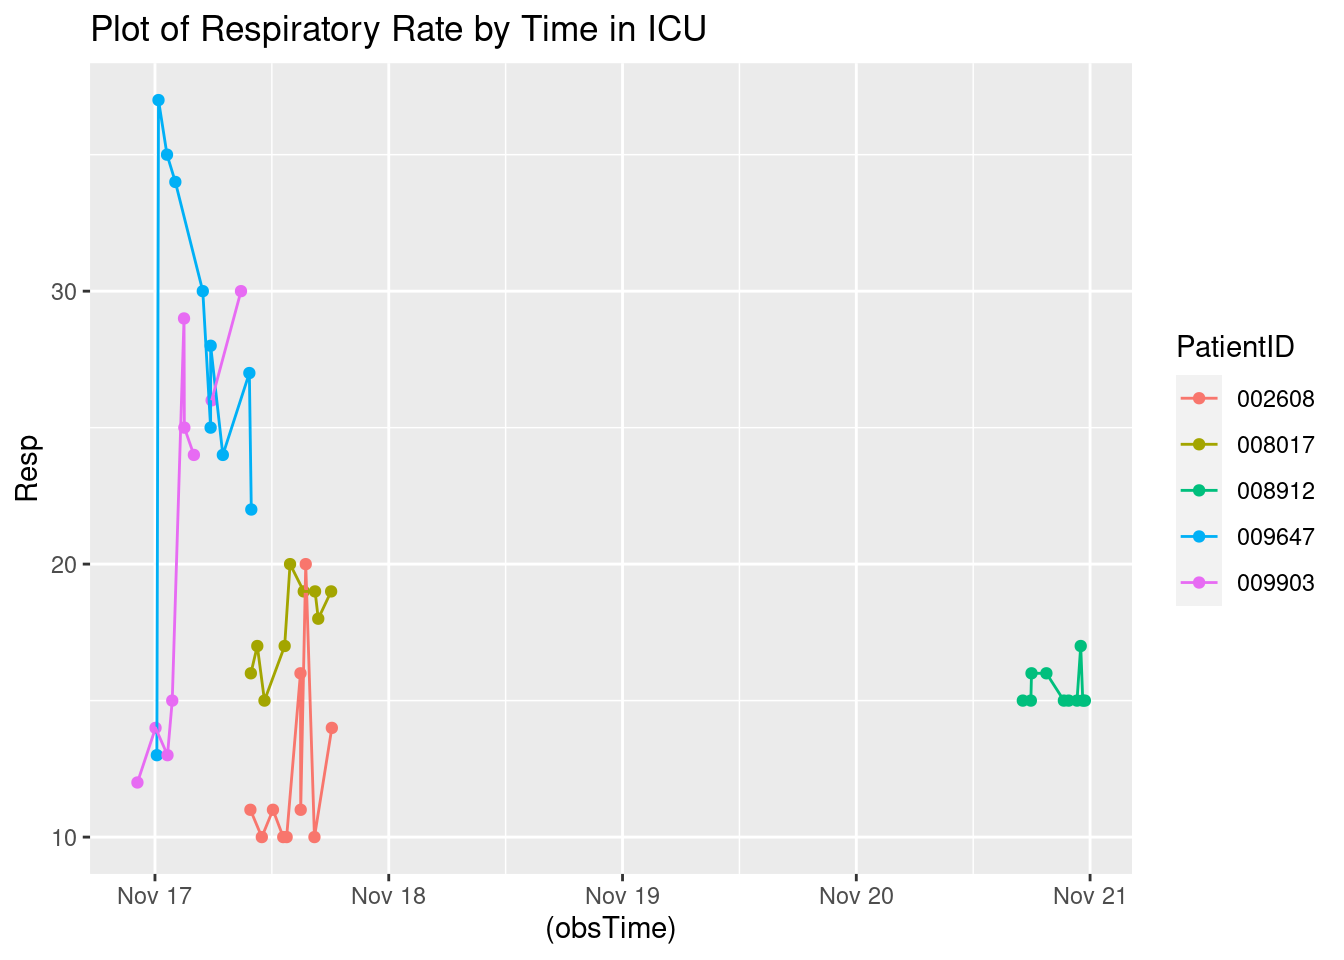 Plot of Respiratory Rate by Time in ICU
Resp
30
20
10
Nov 17 Nov 18 Nov 19 Nov 20 Nov 21
(obsTime)
PatientID
002608
008017
008912
009647
009903